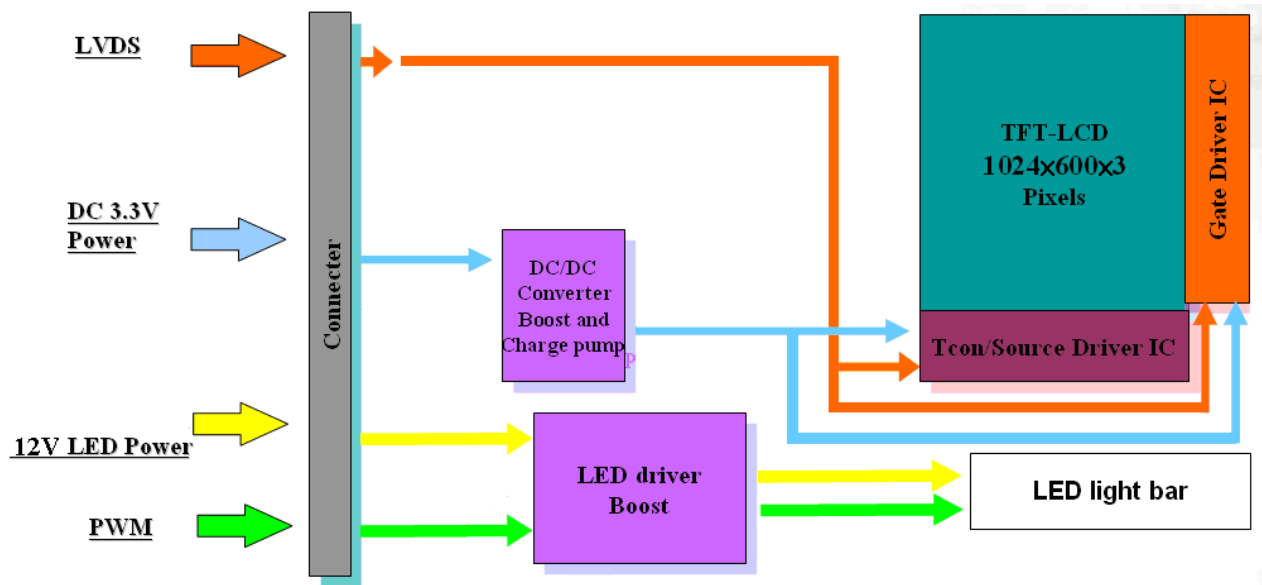 LVDS
DC 3.3V
Power
12V LED Power
PWM
Connecter
DC/DC
Converter
Boost and
Charge pump
P
LED driver
Boost
TFT-LCD
1024x600x3
Pixels
Gate Driver IC
Tcon/Source Driver IC
LED light bar